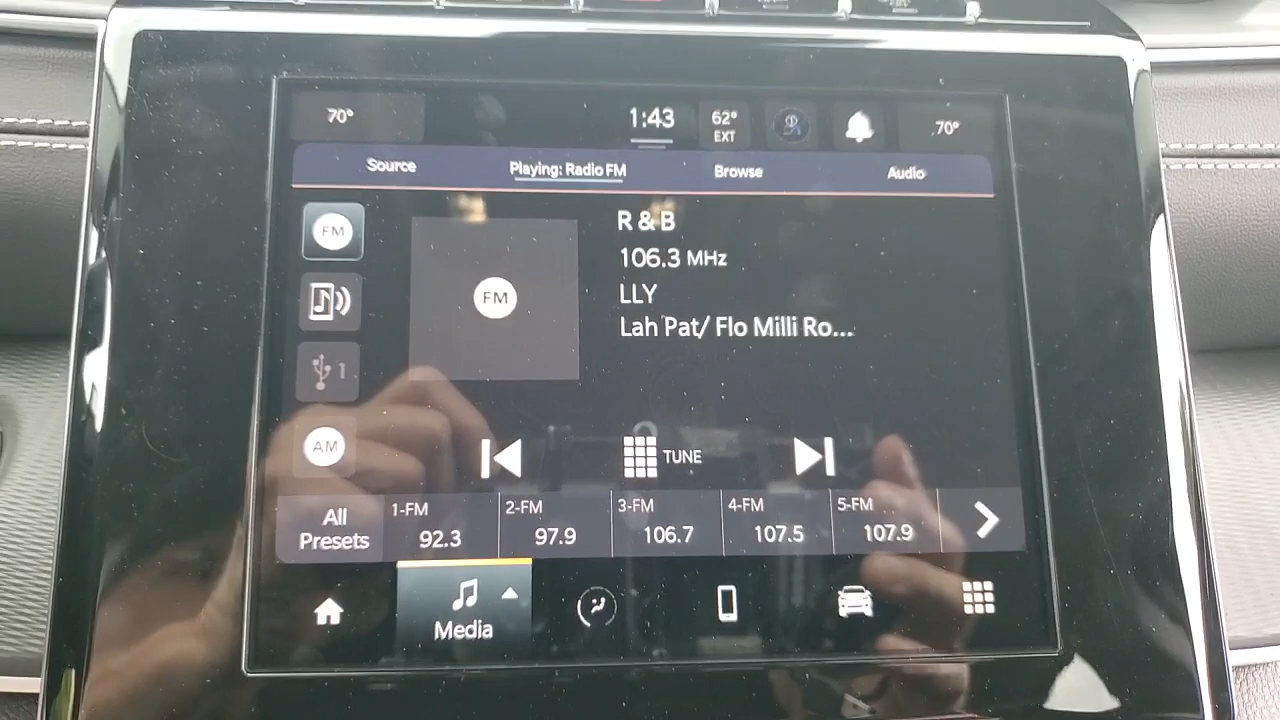 70°
1:43
62°
EXT
70°
Source
Playing: Radio FM
Browse
Audio
FM
R & B
106.3 MHz
FM
LLY
Lah Pat/ Flo Milli Ro...
1
AM
TUNE
All
Presets
1-FM
92.3
2-FM
97.9
3-FM
106.7
4-FM
107.5
5-FM
107.9
Media